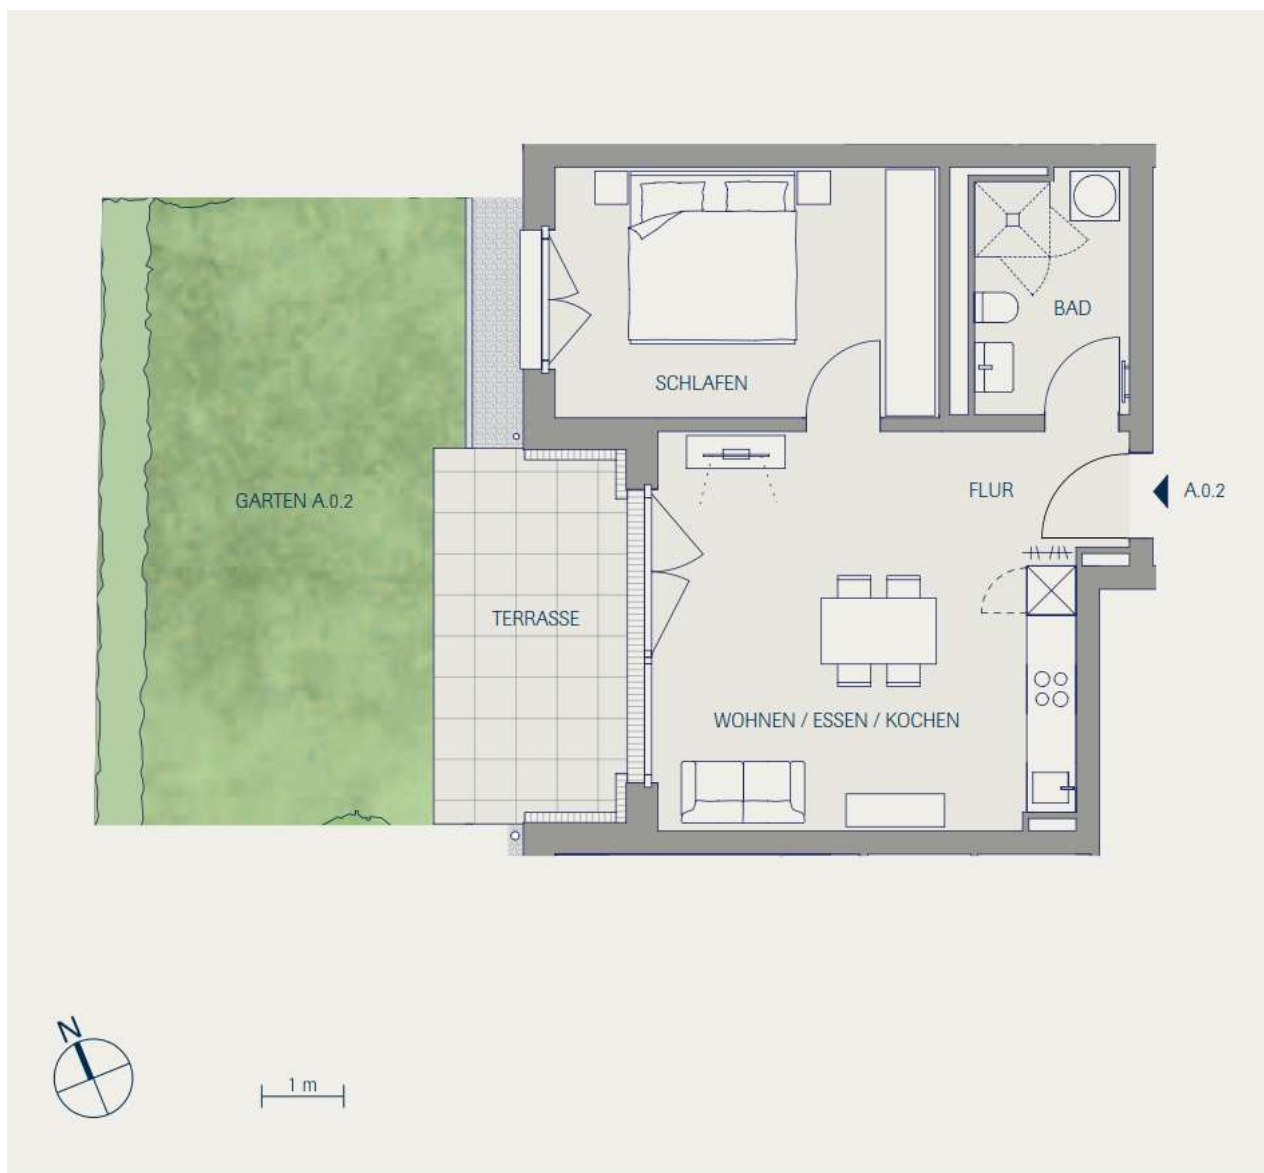 BAD
SCHLAFEN
FLUR
A.0.2
GARTEN A.0.2
TERRASSE
WOHNEN / ESSEN / KOCHEN
N
1 m